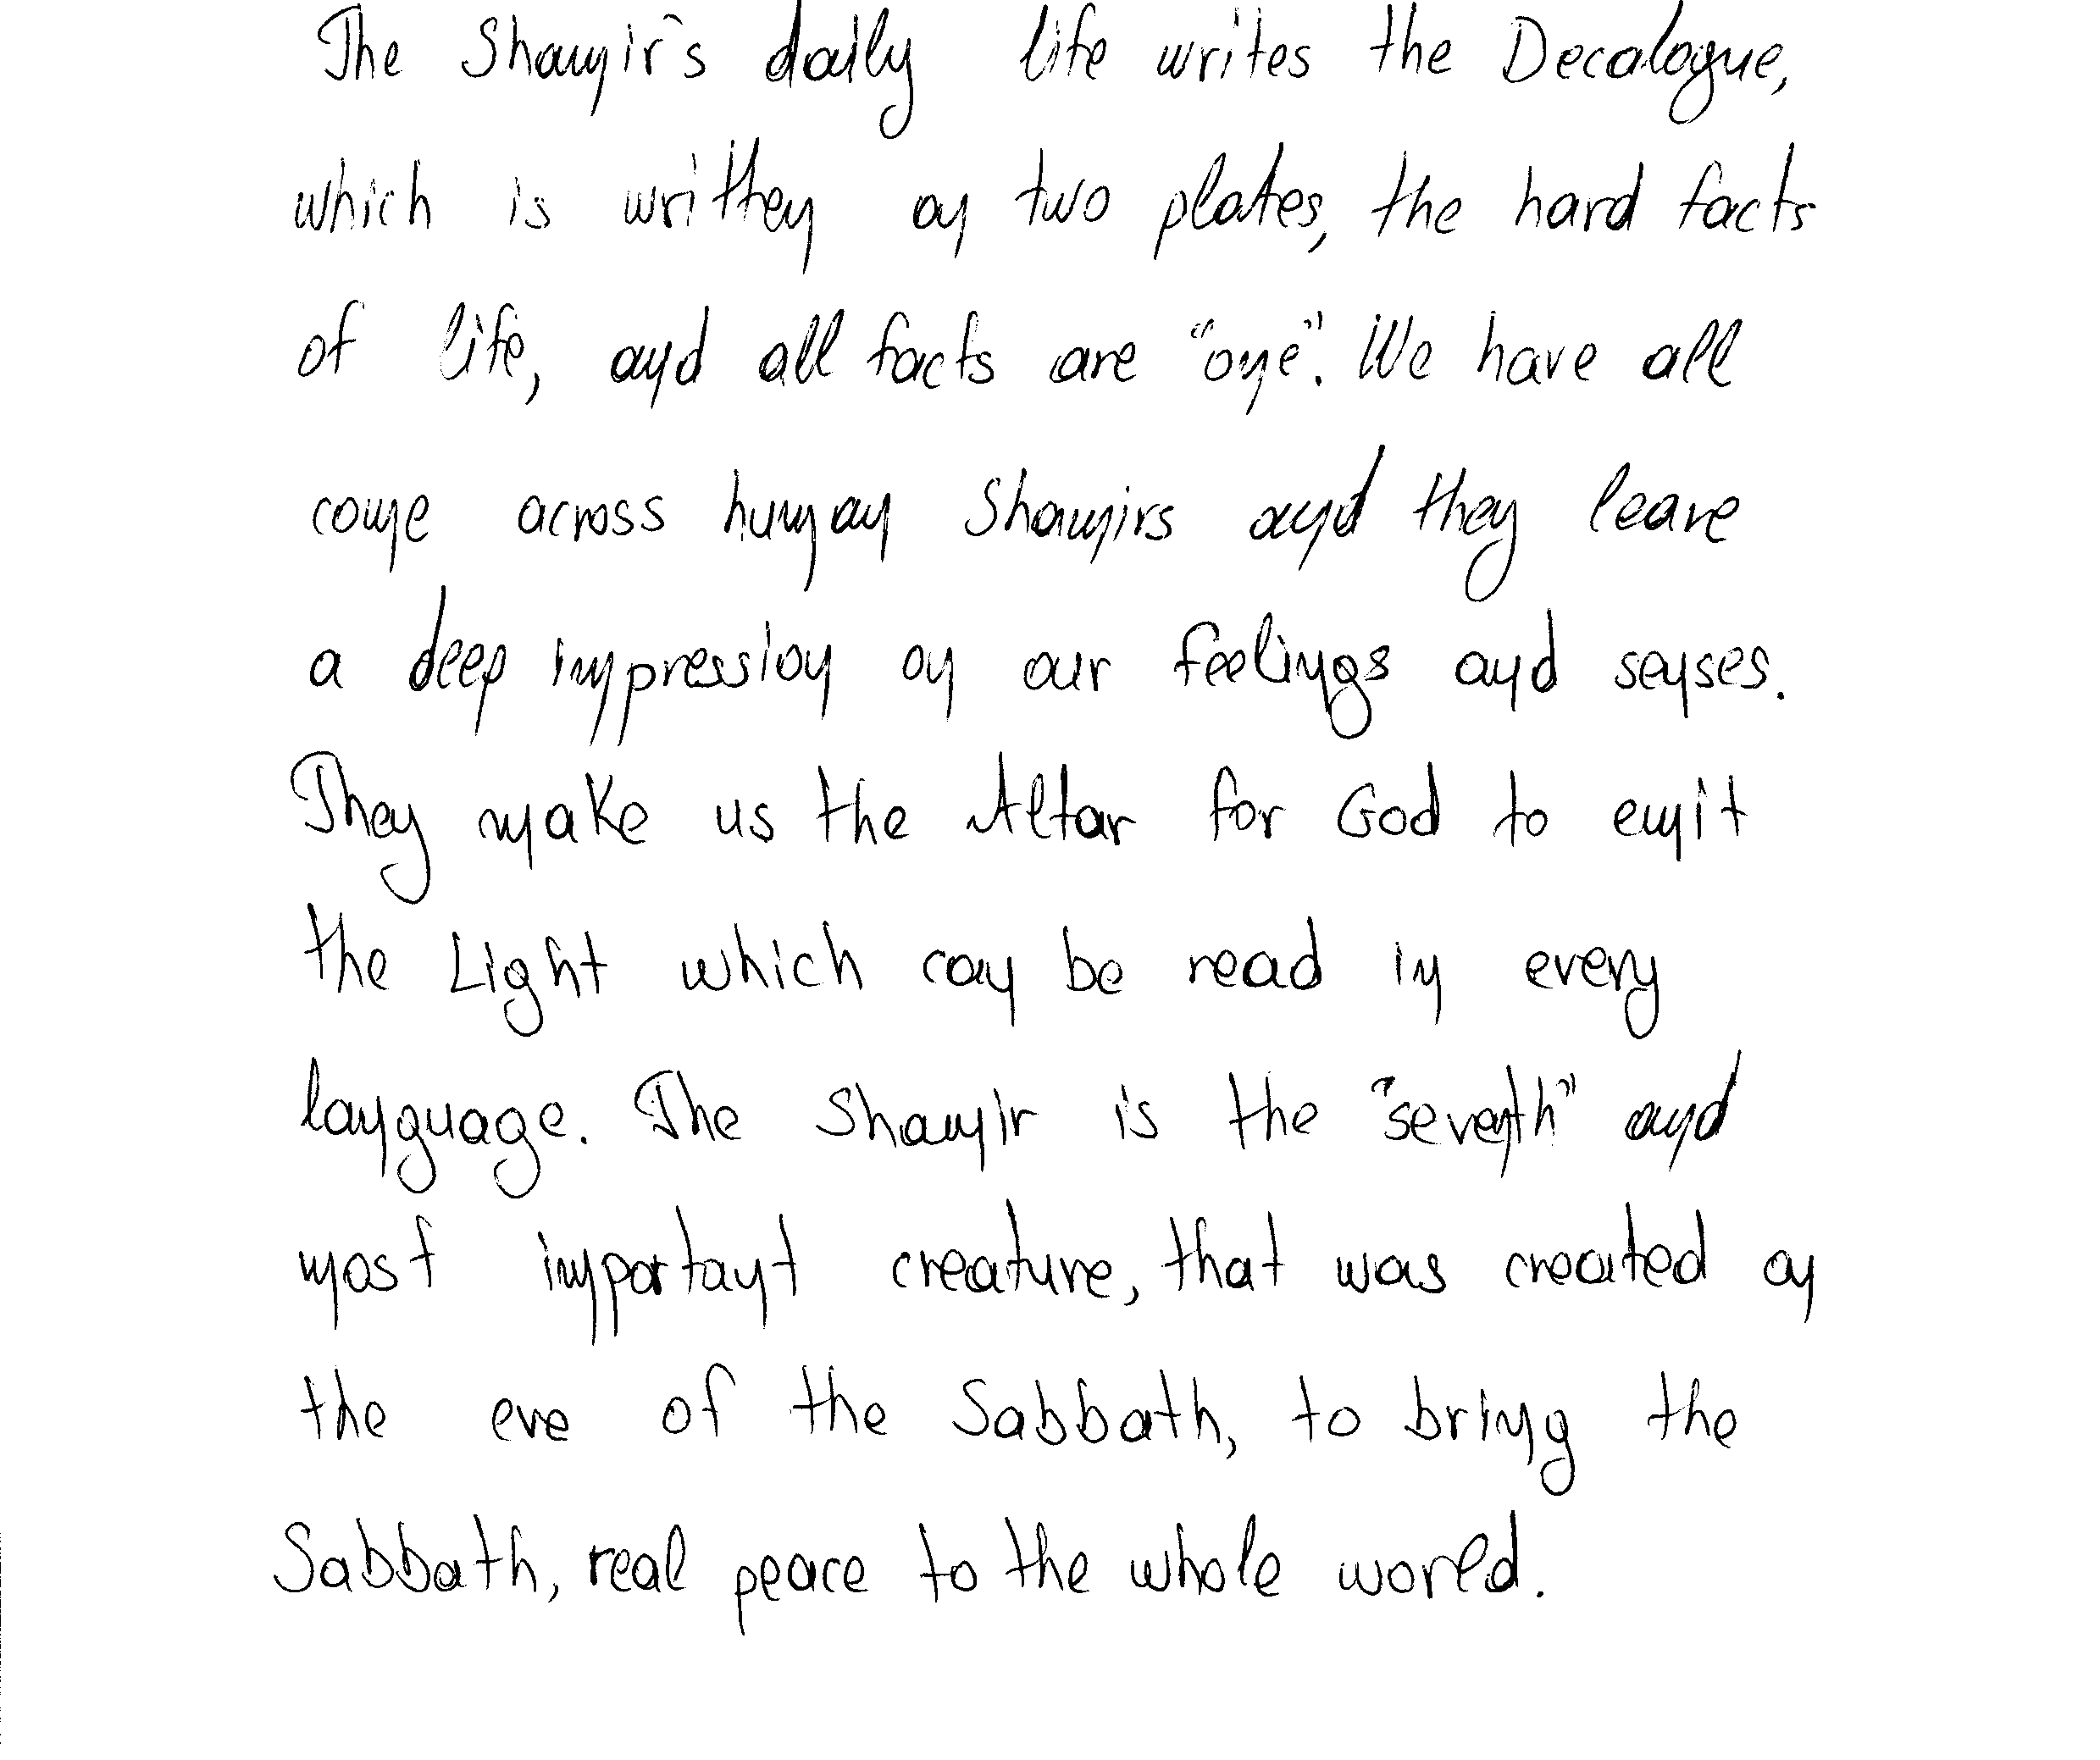 The Shamir's daily life writes the Decalogue,
which is written on two plates, the hard facts
of life, and all facts are "one". We have all
come across human Shamirs and they leave
a deep impression on our feelings and senses.
They make us the Altar for God to emit
the Light which can be read in every
language. The Shamir is the "seventh" and
most important creature, that was created on
the eve of the Sabbath, to bring the
Sabbath, real peace to the whole world.